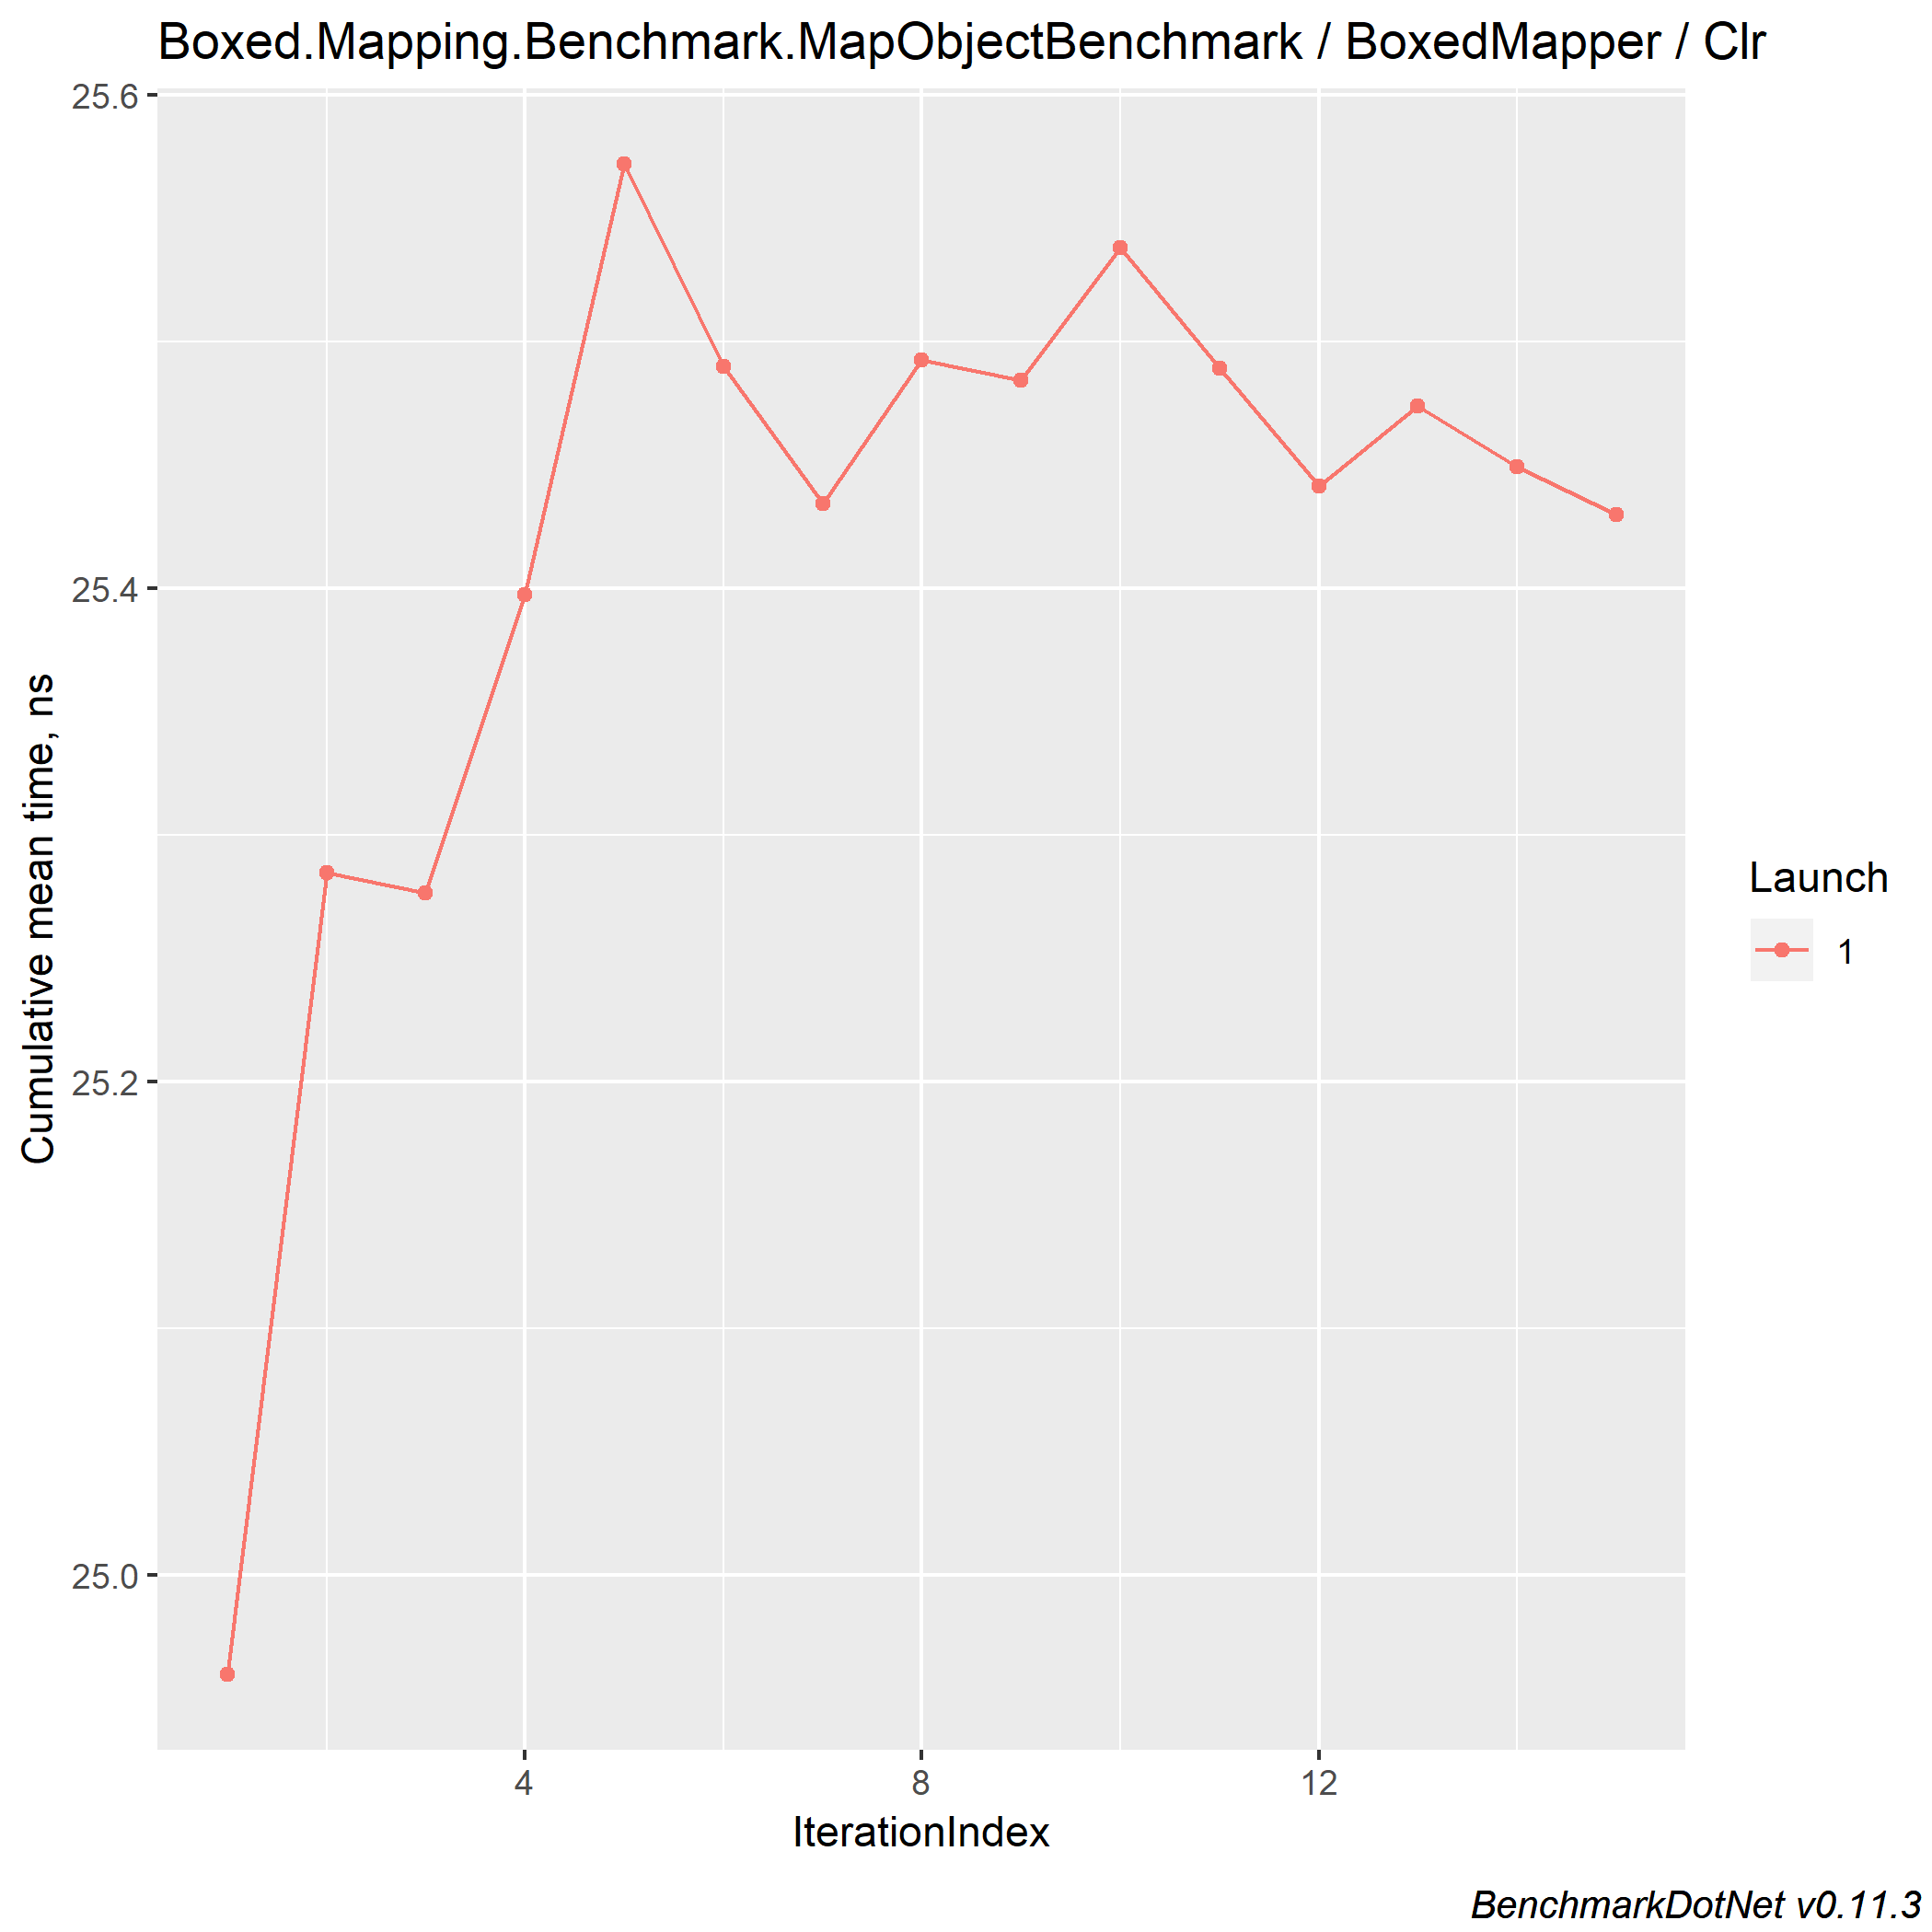 Boxed.Mapping.Benchmark.MapObjectBenchmark / BoxedMapper / Clr
25.6
25.4
25.2
25.0
Cumulative mean time, ns
4
8
12
IterationIndex
Launch
1
BenchmarkDotNet v0.11.3